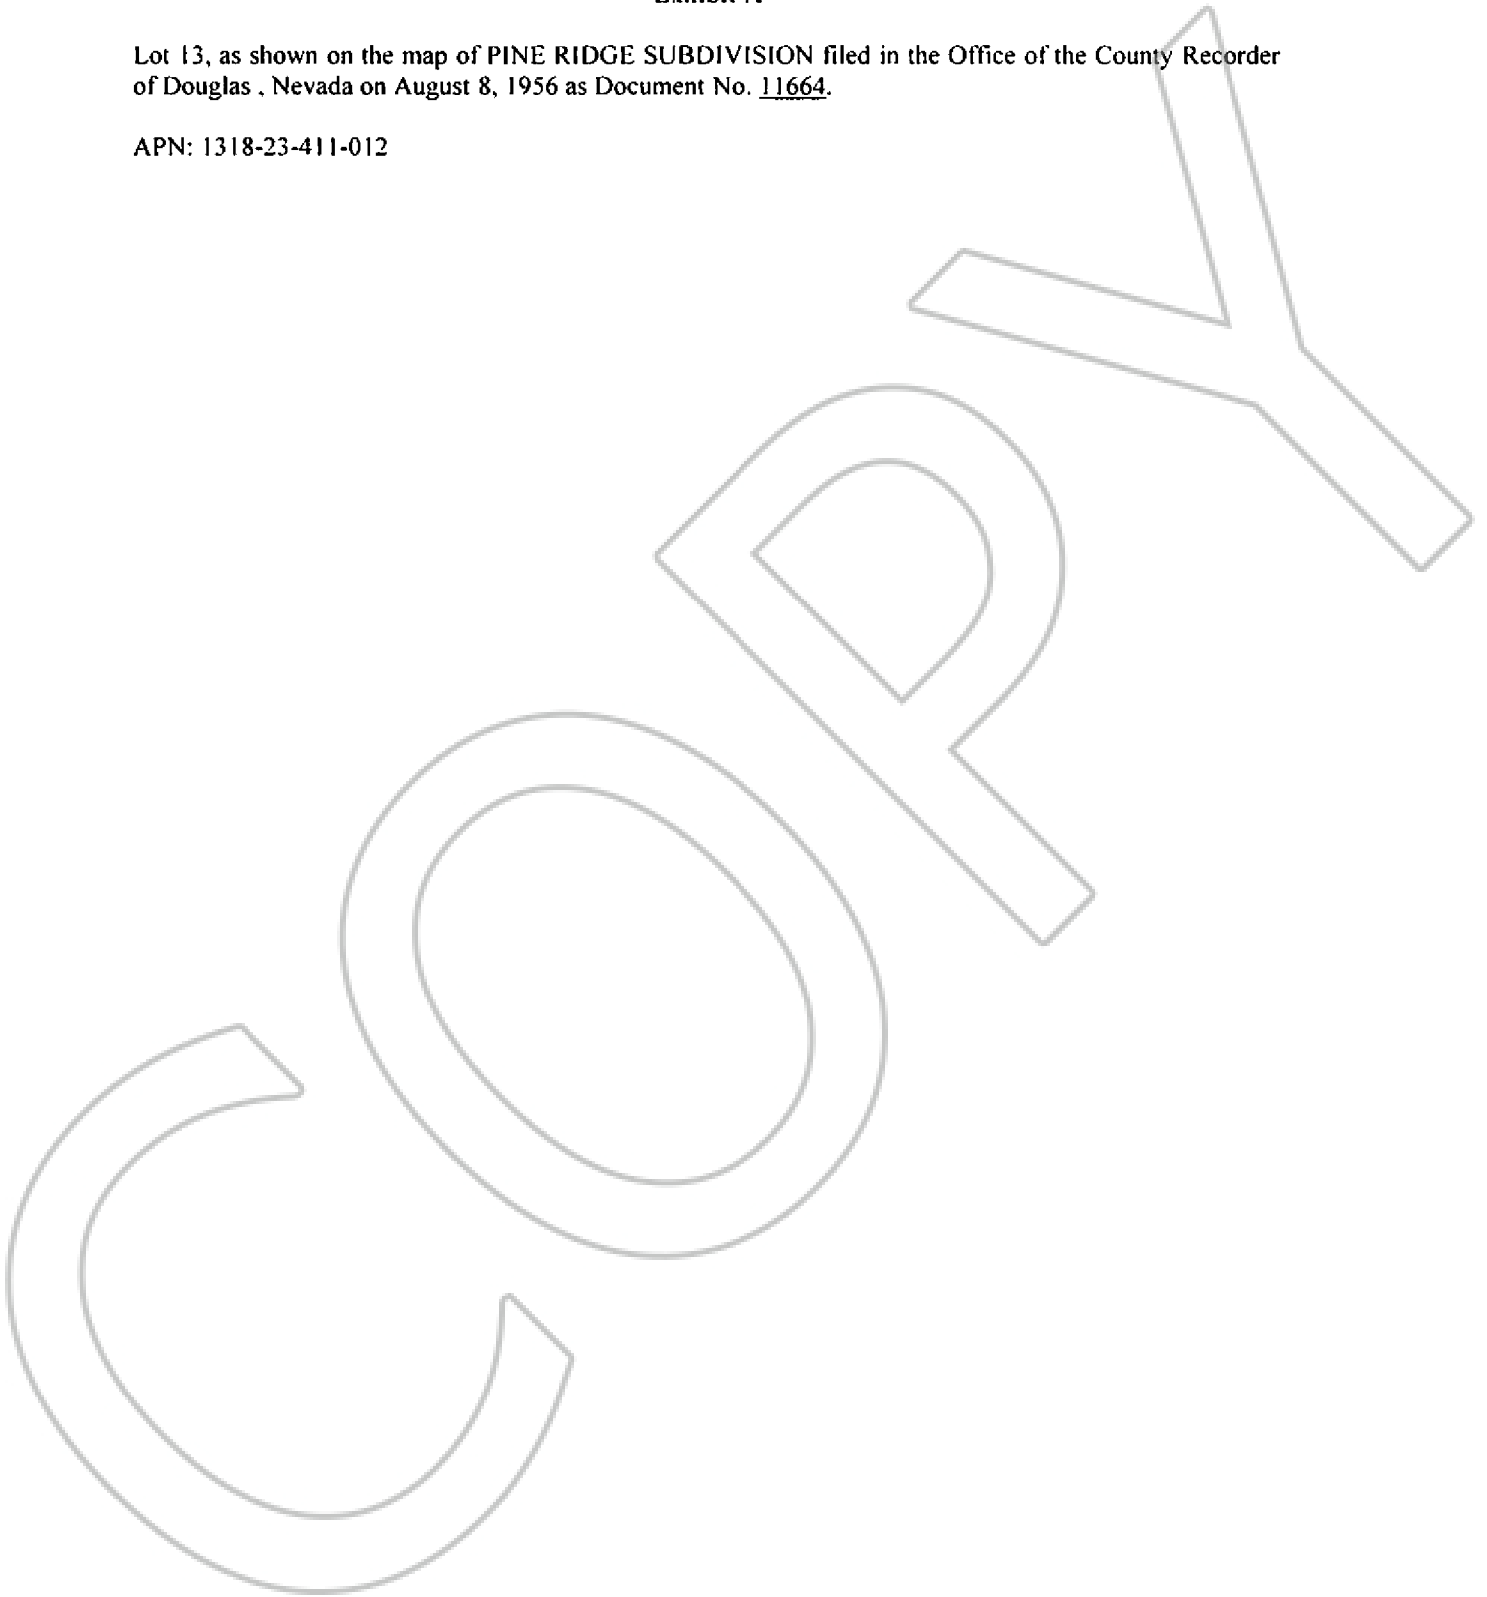 Lot 13, as shown on the map of PINE RIDGE SUBDIVISION filed in the Office of the County Recorder
of Douglas , Nevada on August 8, 1956 as Document No. 11664.
APN: 1318-23-411-012
COPY